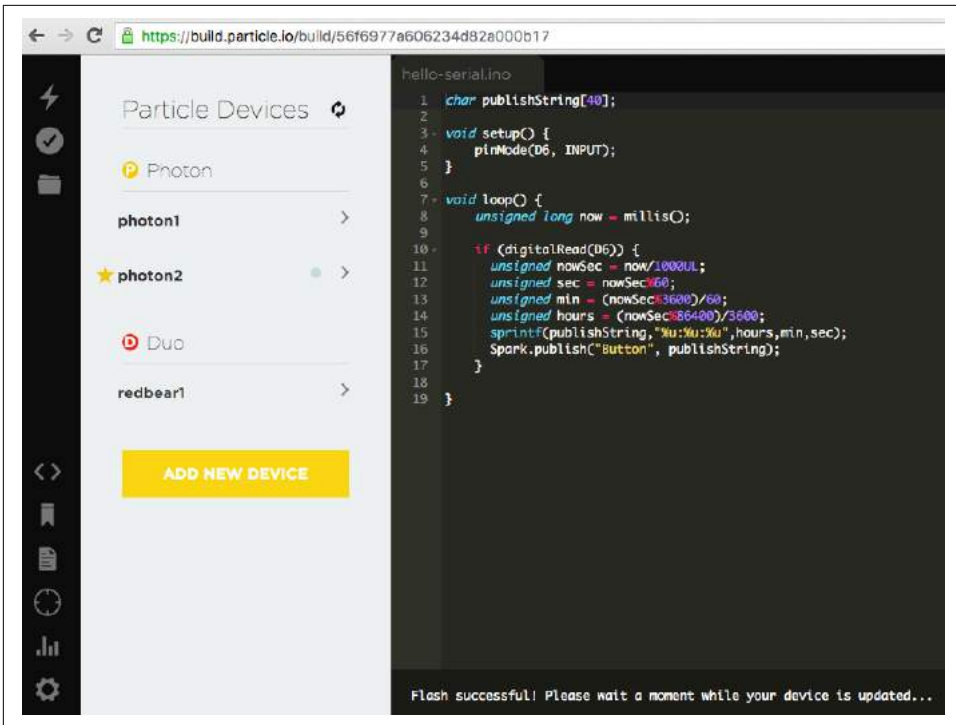 https://build.particle.io/build/56f6977a606234d82a000b17
Particle Devices
Photon
photon1
photon2
Duo
redbear1
ADD NEW DEVICE
hello-serial.ino
1 char publishString[40];
2
3 void setup() {
4 pinMode(D6, INPUT);
5 }
6
7 void loop() {
8 unsigned long now = millis();
9
10 if (digitalRead(D6)) {
11 unsigned nowSec = now/1000UL;
12 unsigned sec = nowSec%60;
13 unsigned min = (nowSec%3600)/60;
14 unsigned hours = (nowSec%86400)/3600;
15 sprintf(publishString,"%u:%u:%u",hours,min,sec);
16 Spark.publish("Button", publishString);
17 }
18
19 }
Flash successful! Please wait a moment while your device is updated...